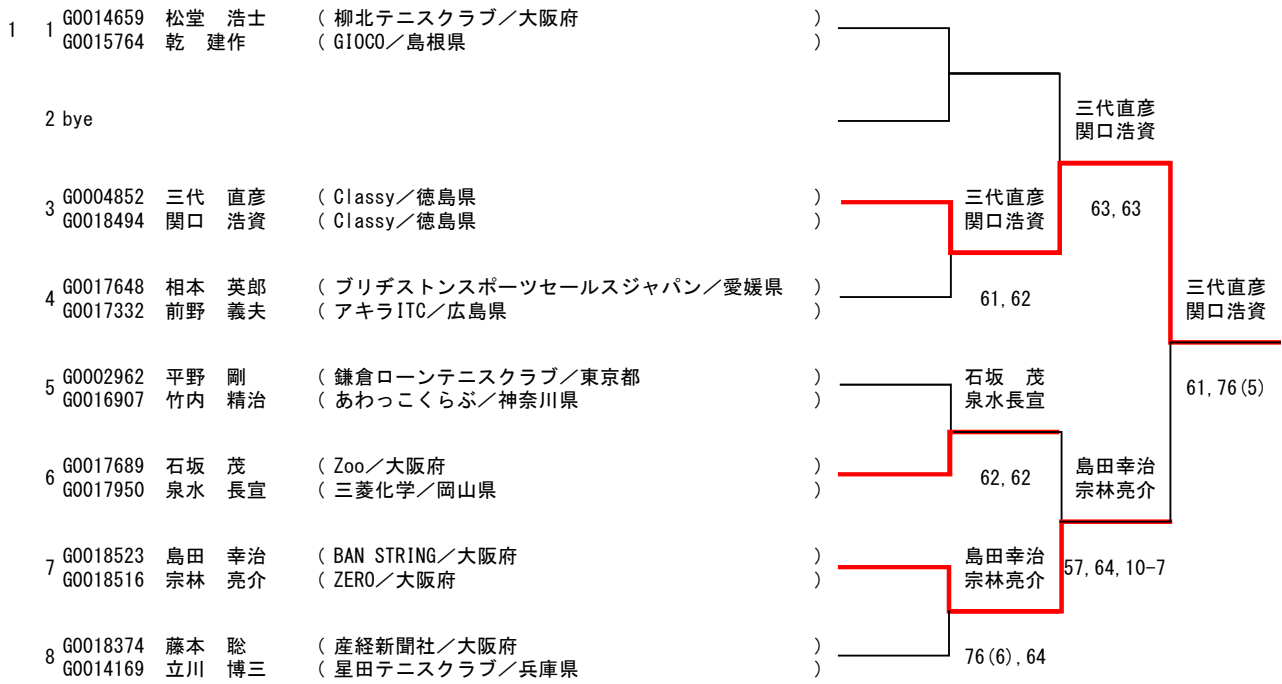 1 1 G0014659 松堂 浩士 ( 柳北テニスクラブ／大阪府 )
G0015764 乾 建作 ( GIOCO／島根県 )
2 bye
三代直彦
関口浩資
3 G0004852 三代 直彦 ( Classy／徳島県 ) 三代直彦
G0018494 関口 浩資 ( Classy／徳島県 ) 関口浩資
63, 63
4 G0017648 相本 英郎 ( ブリヂストンスポーツセールスジャパン／愛媛県 )
G0017332 前野 義夫 ( アキラITC／広島県 )
61, 62
三代直彦
関口浩資
5 G0002962 平野 剛 ( 鎌倉ローンテニスクラブ／東京都 ) 石坂 茂
G0016907 竹内 精治 ( あわっこくらぶ／神奈川県 ) 泉水長宣
61, 76(5)
6 G0017689 石坂 茂 ( Zoo／大阪府 )
G0017950 泉水 長宣 ( 三菱化学／岡山県 )
62, 62
島田幸治
宗林亮介
7 G0018523 島田 幸治 ( BAN STRING／大阪府 ) 島田幸治
G0018516 宗林 亮介 ( ZERO／大阪府 ) 宗林亮介
57, 64, 10-7
8 G0018374 藤本 聡 ( 産経新聞社／大阪府 )
G0014169 立川 博三 ( 星田テニスクラブ／兵庫県 )
76(6), 64